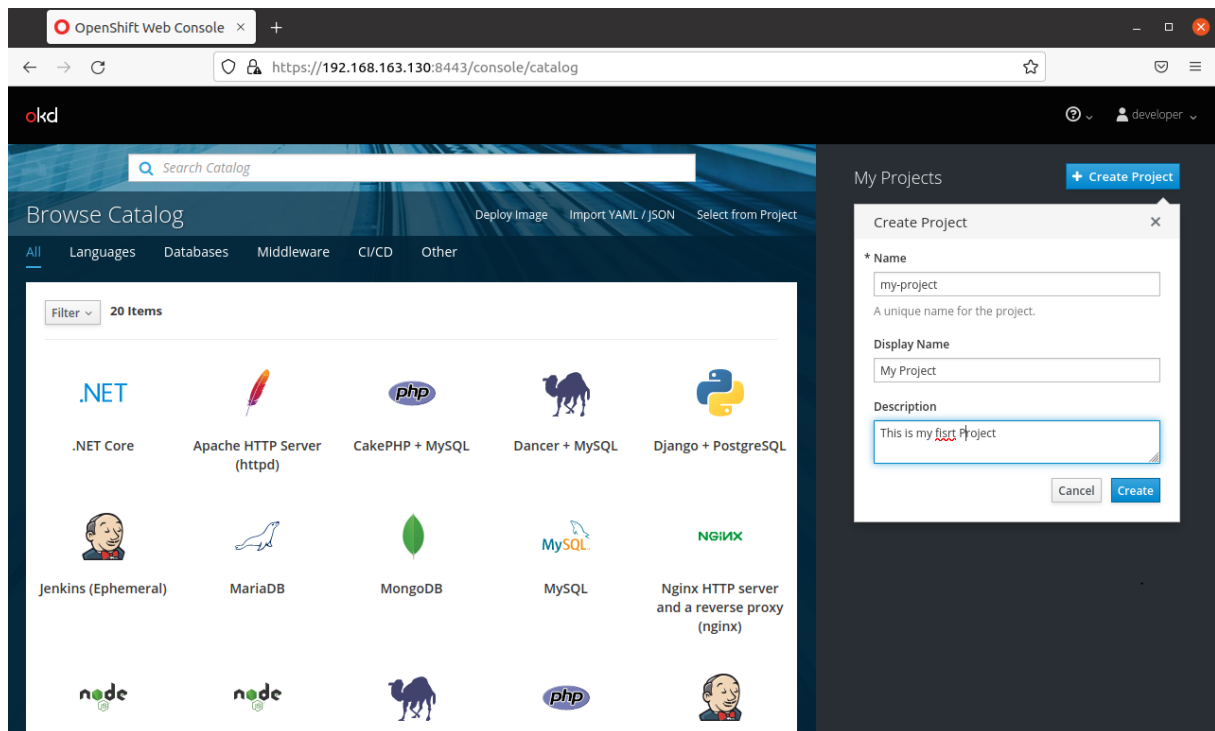 OpenShift Web Console × +
https://192.168.163.130:8443/console/catalog
okd
? developer
Search Catalog
Browse Catalog
Deploy Image Import YAML / JSON Select from Project
All Languages Databases Middleware CI/CD Other
Filter 20 Items
.NET
php
.NET Core
Apache HTTP Server
(httpd)
CakePHP + MySQL
Dancer + MySQL
Django + PostgreSQL
MySQL
NGINX
Jenkins (Ephemeral)
MariaDB
MongoDB
MySQL
Nginx HTTP server
and a reverse proxy
(nginx)
node
JS
node
JS
php
My Projects
+ Create Project
Create Project ×
* Name
my-project
A unique name for the project.
Display Name
My Project
Description
This is my fisrt Project
Cancel Create